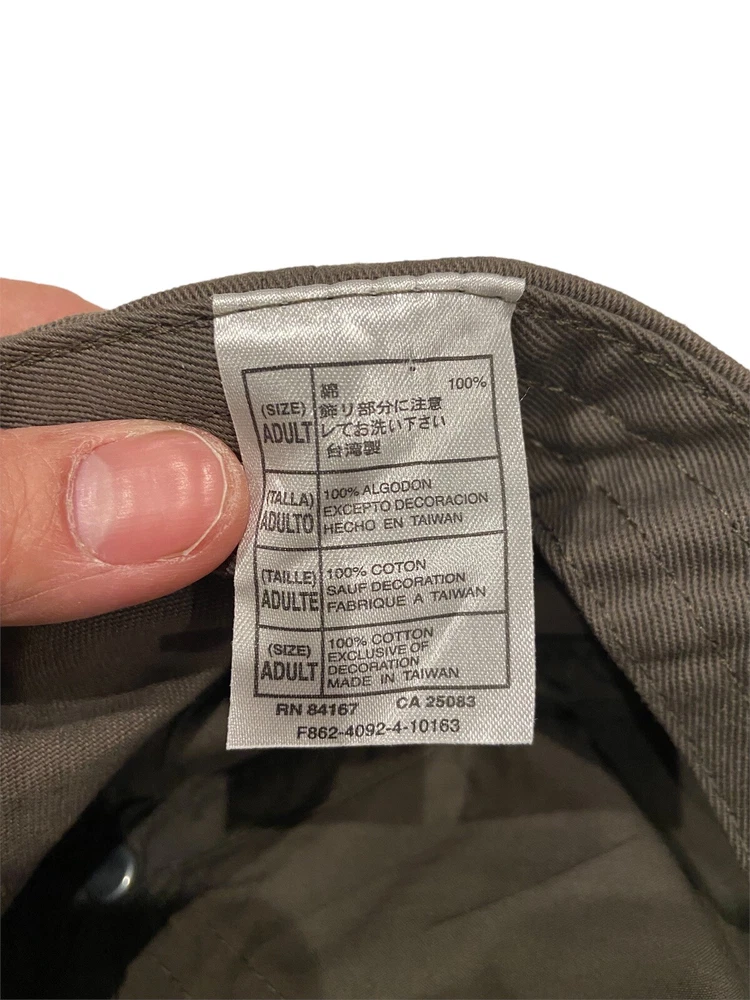 (SIZE)
ADULT
綿 100%
飾リ部分に注意
レてお洗い下さい
台湾製
(TALLA)
ADULTO
100% ALGODON
EXCEPTO DECORACION
HECHO EN TAIWAN
(TAILLE)
ADULTE
100% COTON
SAUF DECORATION
FABRIQUE A TAIWAN
(SIZE)
ADULT
100% COTTON
EXCLUSIVE OF
DECORATION
MADE IN TAIWAN
RN 84167 CA 25083
F862-4092-4-10163